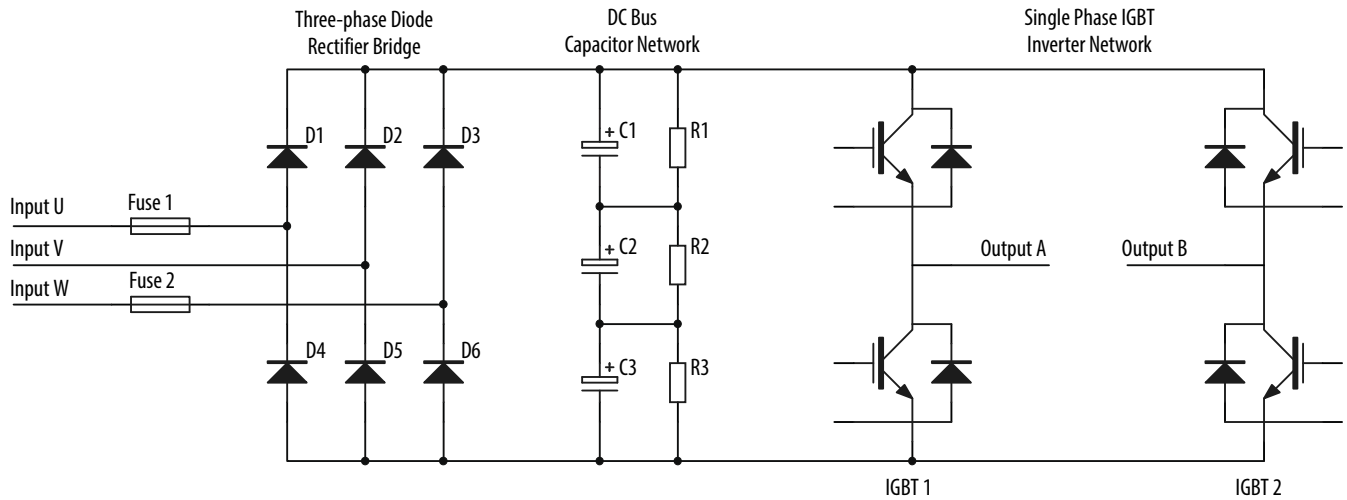 Three-phase Diode
Rectifier Bridge
DC Bus
Capacitor Network
Single Phase IGBT
Inverter Network
D1
D2
D3
+ C1
R1
Input U
Fuse 1
Input V
Input W
Fuse 2
+ C2
R2
Output A
Output B
D4
D5
D6
+ C3
R3
IGBT 1
IGBT 2